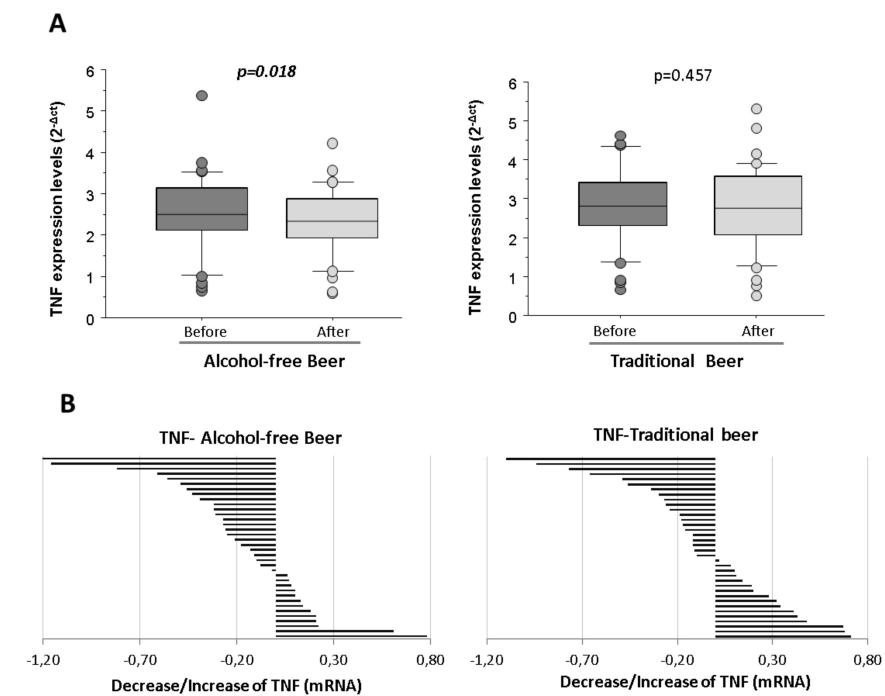 A
p=0.018
p=0.457
TNF expression levels (2-Δct)
6
5
4
3
2
1
0
Before
After
Alcohol-free Beer
TNF expression levels (2-Δct)
6
5
4
3
2
1
0
Before
After
Traditional Beer
B
TNF- Alcohol-free Beer
-1,20
-0,70
-0,20
0,30
0,80
Decrease/Increase of TNF (mRNA)
TNF-Traditional beer
-1,20
-0,70
-0,20
0,30
0,80
Decrease/Increase of TNF (mRNA)